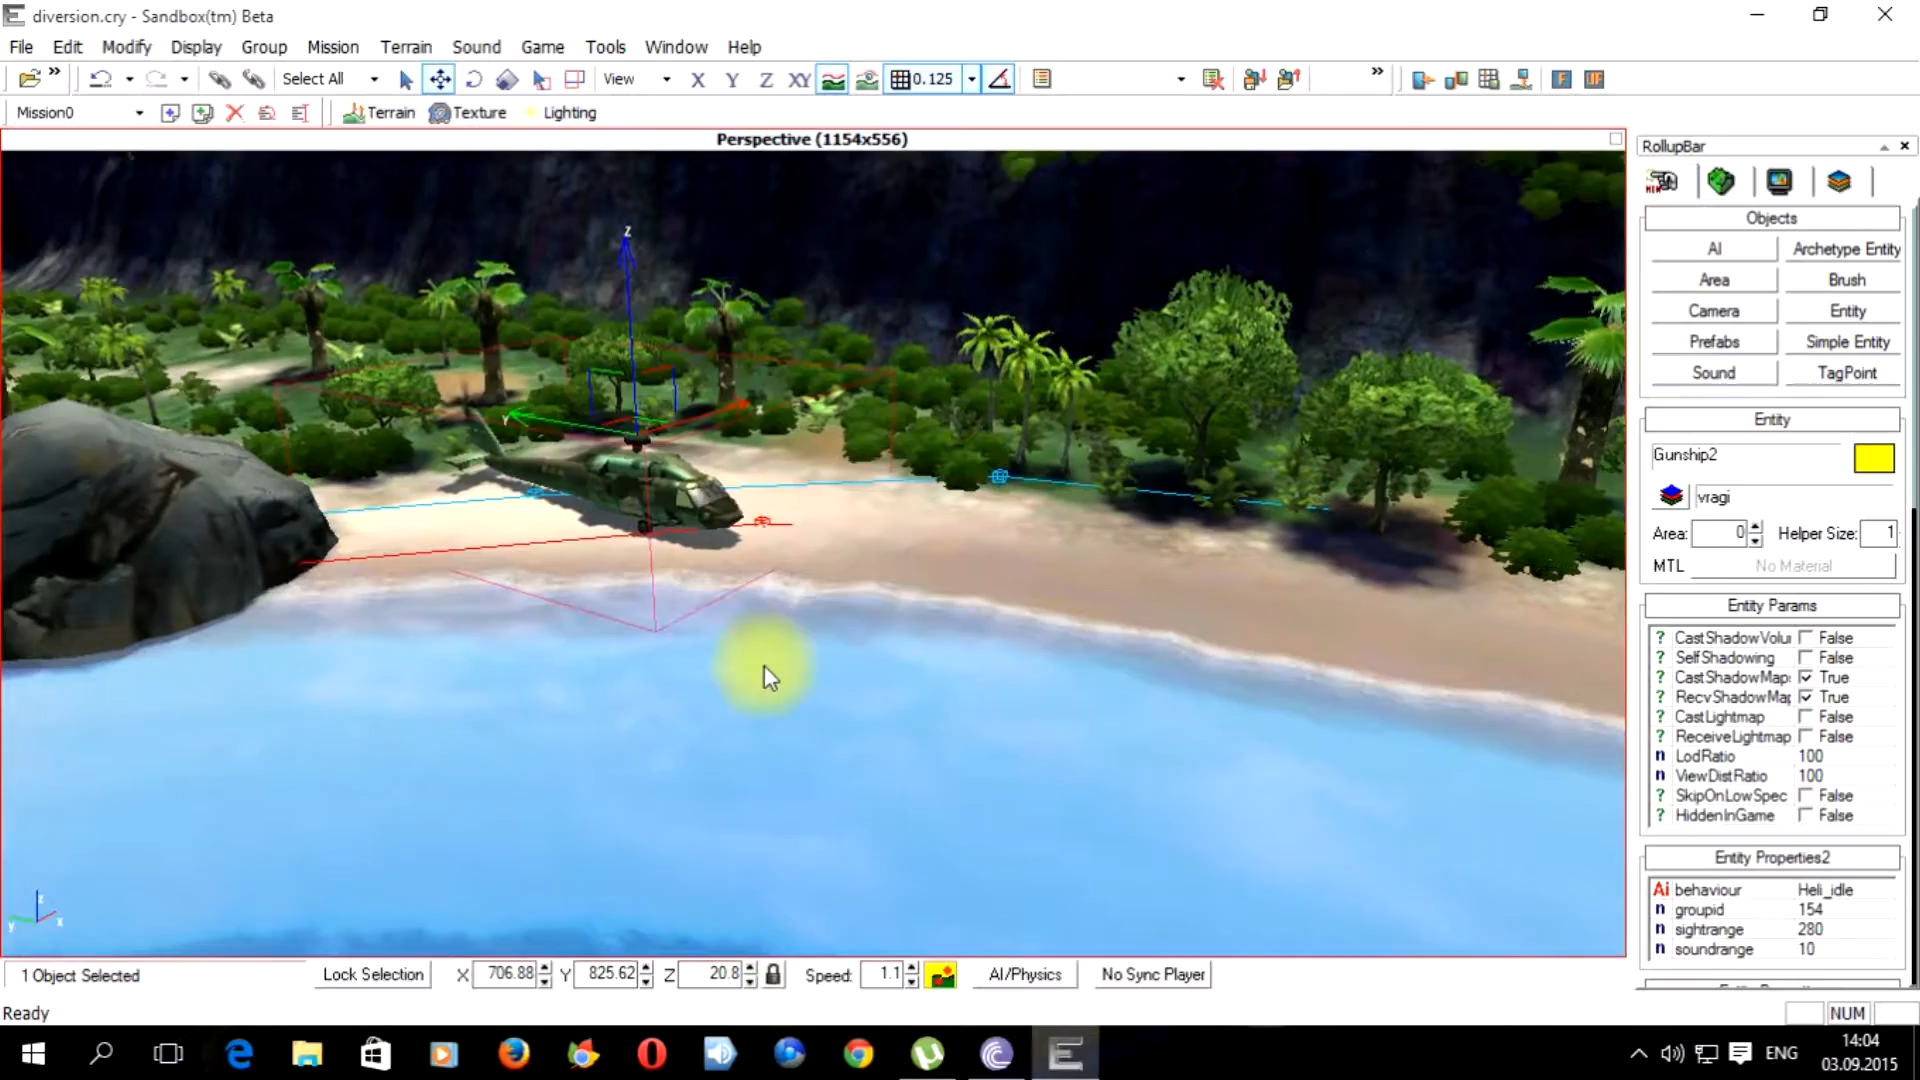 diversion.cry - Sandbox(tm) Beta
File Edit Modify Display Group Mission Terrain Sound Game Tools Window Help
Select All View X Y Z XY 0.125
Mission0 Terrain Texture Lighting
Perspective (1154x556)
RollupBar
Objects
AI Archetype Entity
Area Brush
Camera Entity
Prefabs Simple Entity
Sound TagPoint
Entity
Gunship2
vragi
Area: 0 Helper Size: 1
MTL No Material
Entity Params
? CastShadowVolu False
? SelfShadowing False
? CastShadowMap: True
? RecvShadowMap True
? CastLightmap False
? ReceiveLightmap False
n LodRatio 100
n ViewDistRatio 100
? SkipOnLowSpec False
? HiddenInGame False
Entity Properties2
Ai behaviour Heli_idle
n groupid 154
n sightrange 280
n soundrange 10
z
Y
x
z
y x
1 Object Selected Lock Selection X 706.88 Y 825.62 Z 20.8 Speed: 1.1 AI/Physics No Sync Player
Ready NUM
ENG 14:04
03.09.2015